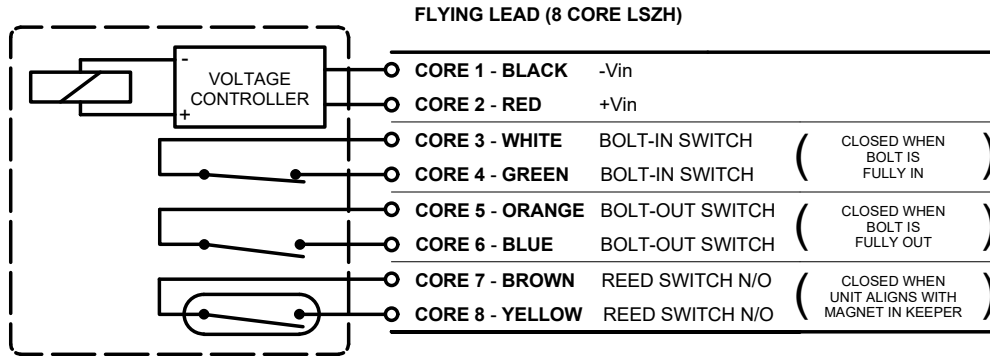 FLYING LEAD (8 CORE LSZH)
-
VOLTAGE
CONTROLLER
+
CORE 1 - BLACK -Vin
CORE 2 - RED +Vin
CORE 3 - WHITE BOLT-IN SWITCH
CORE 4 - GREEN BOLT-IN SWITCH
( CLOSED WHEN
BOLT IS
FULLY IN )
CORE 5 - ORANGE BOLT-OUT SWITCH
CORE 6 - BLUE BOLT-OUT SWITCH
( CLOSED WHEN
BOLT IS
FULLY OUT )
CORE 7 - BROWN REED SWITCH N/O
CORE 8 - YELLOW REED SWITCH N/O
( CLOSED WHEN
UNIT ALIGNS WITH
MAGNET IN KEEPER )